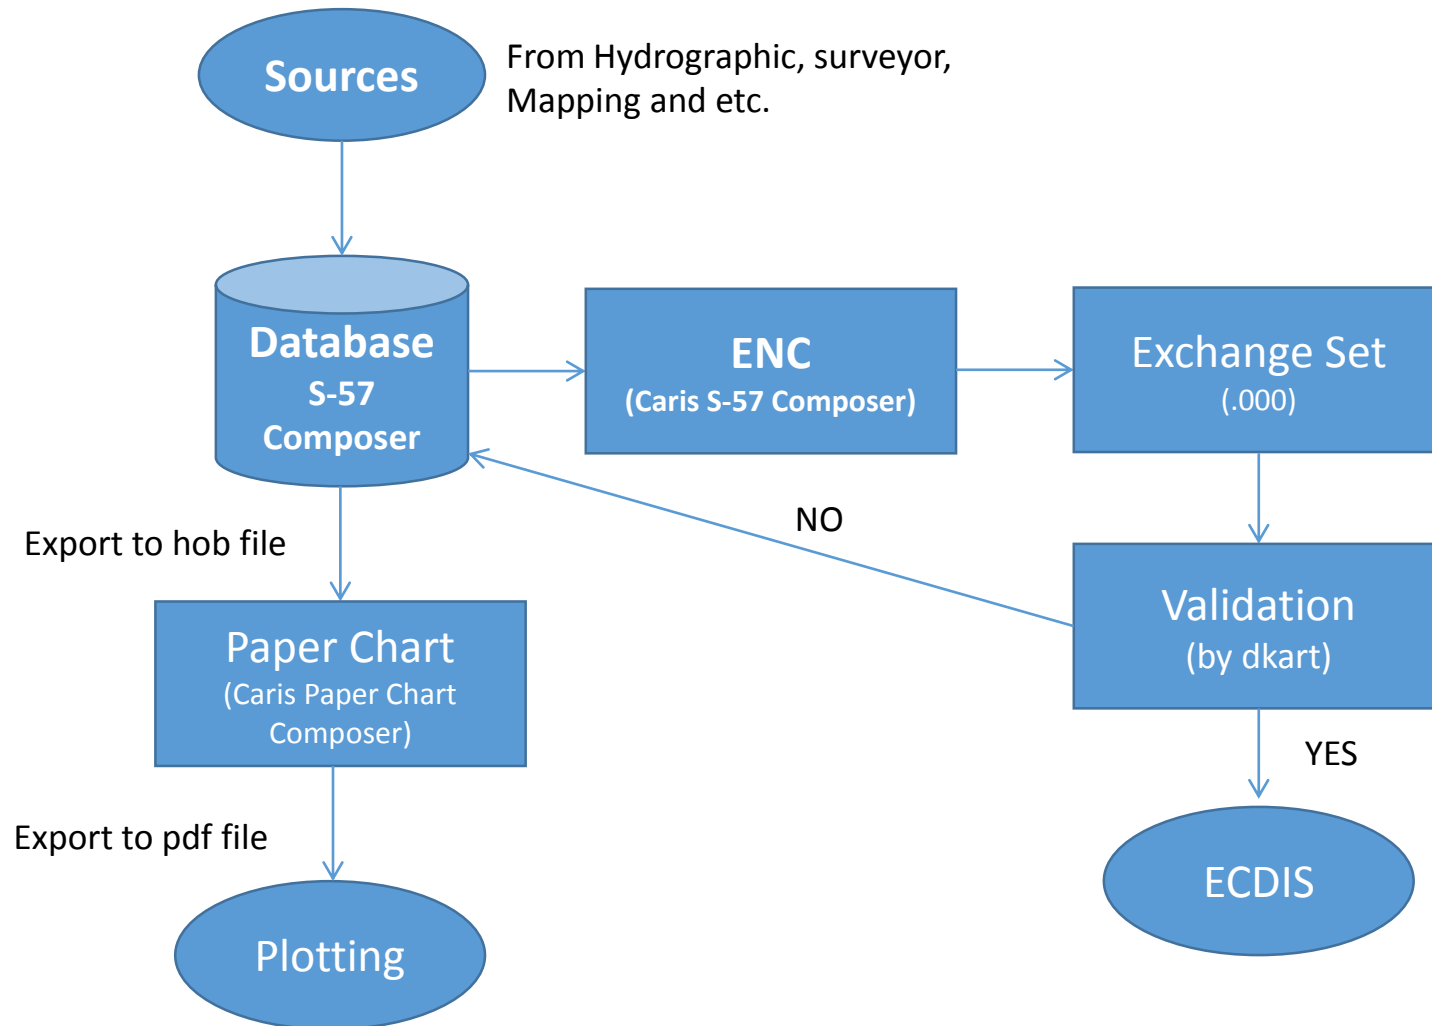 Sources
From Hydrographic, surveyor,
Mapping and etc.
Database
S-57
Composer
ENC
(Caris S-57 Composer)
Exchange Set
(.000)
NO
Export to hob file
Validation
(by dkart)
Paper Chart
(Caris Paper Chart
Composer)
YES
Export to pdf file
ECDIS
Plotting